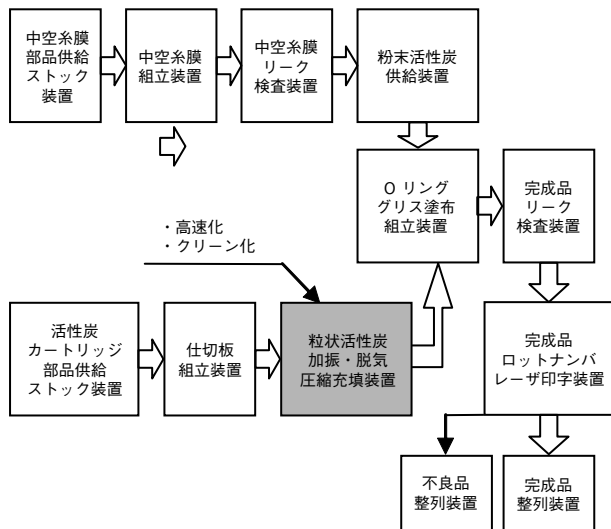 中空糸膜
部品供給
ストック
装置
中空糸膜
組立装置
中空糸膜
リーク
検査装置
粉末活性炭
供給装置
O リング
グリス塗布
組立装置
完成品
リーク
検査装置
・高速化
・クリーン化
活性炭
カートリッジ
部品供給
ストック装置
仕切板
組立装置
粒状活性炭
加振・脱気
圧縮充填装置
完成品
ロットナンバ
レーザ印字装置
不良品
整列装置
完成品
整列装置